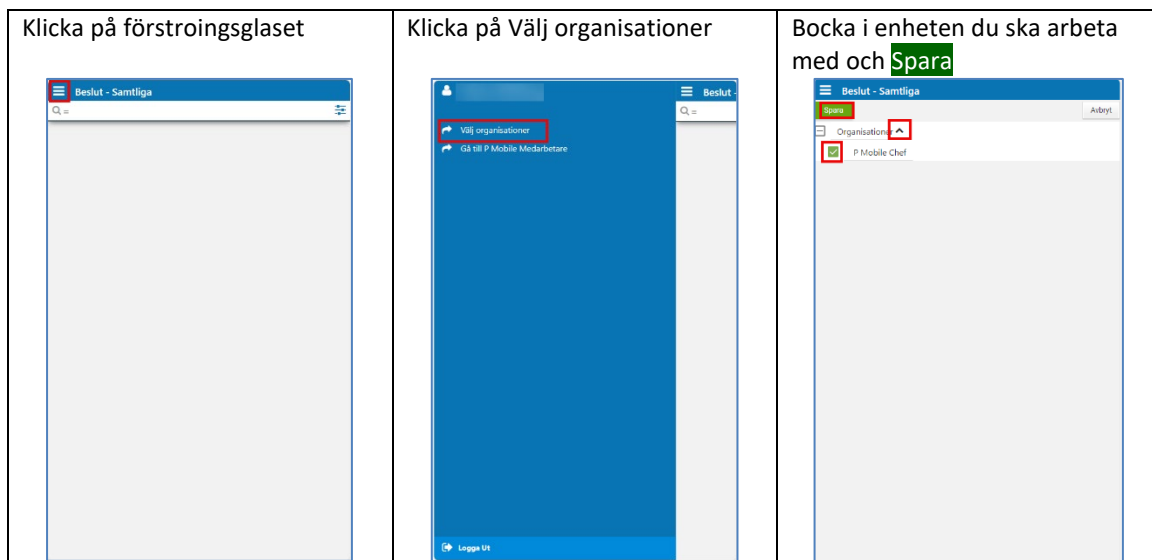 Klicka på förstroingsglaset
Beslut - Samtliga
=
Klicka på Välj organisationer
Beslut -
=
Välj organisationer
Gå till P Mobile Medarbetare
Logga Ut
Bocka i enheten du ska arbeta
med och Spara
Beslut - Samtliga
Spara
Avbryt
Organisationer
P Mobile Chef